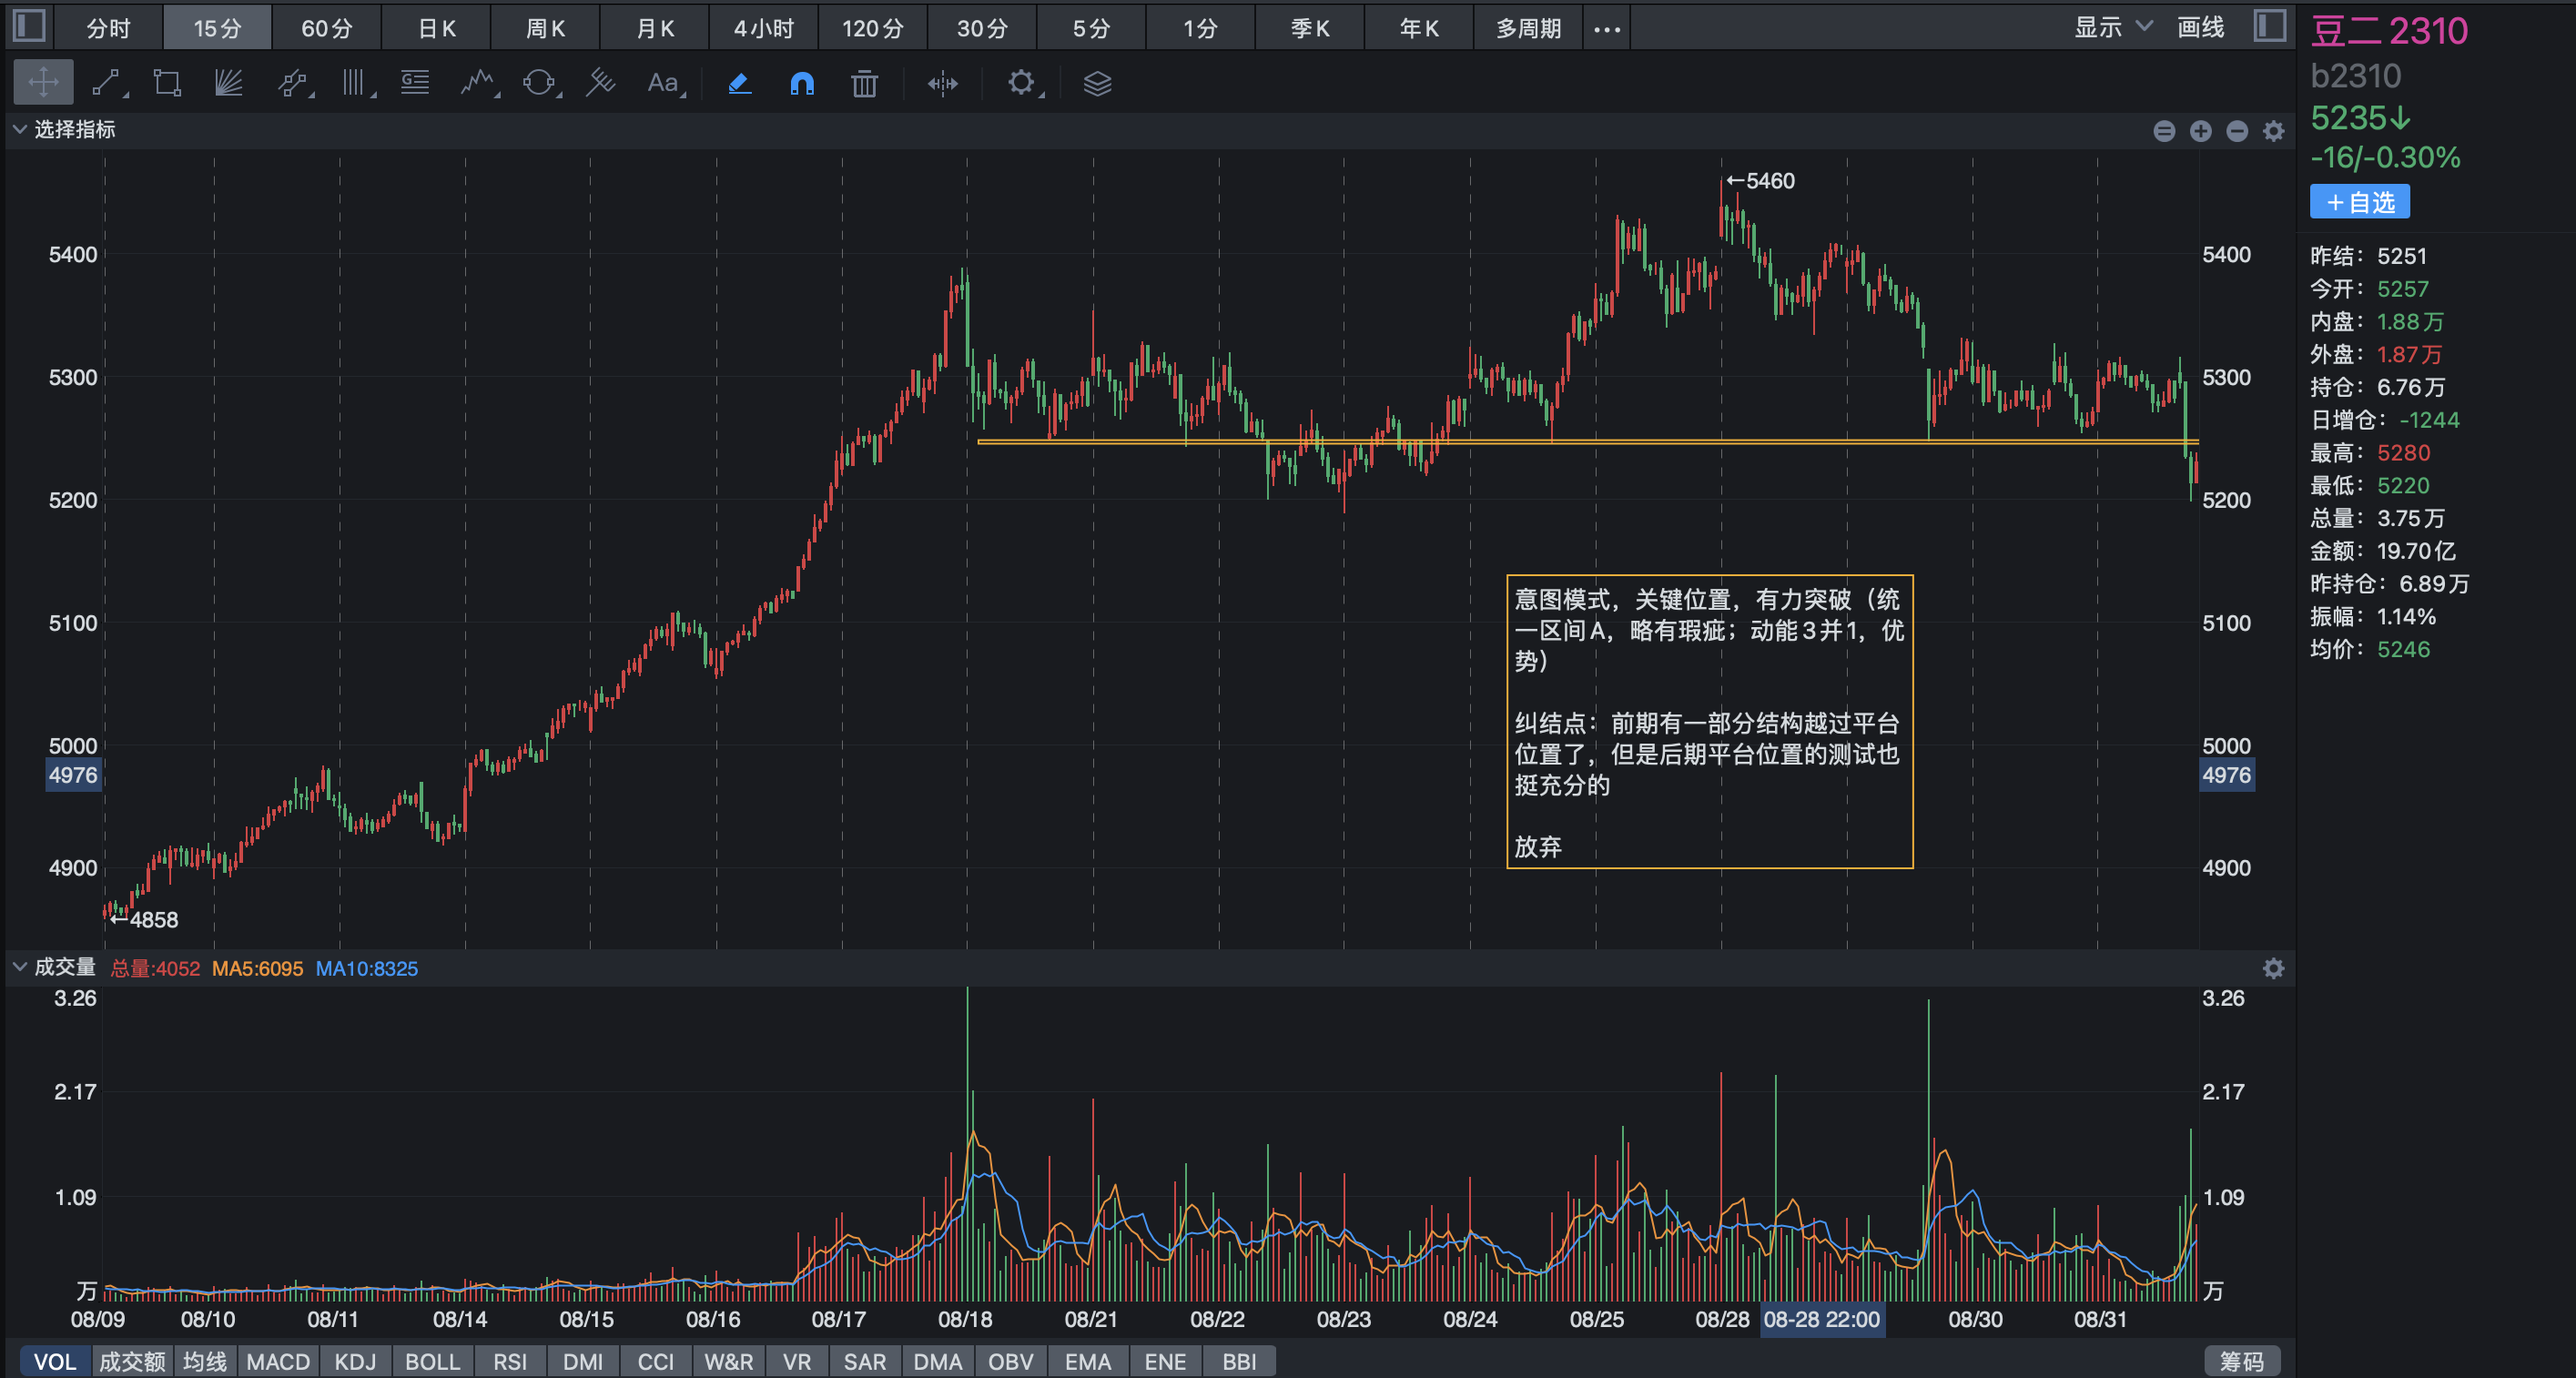 分时 15分 60分 日K 周K 月K 4小时 120分 30分 5分 1分 季K 年K 多周期 ... 显示 画线
Aa
选择指标
豆二 2310
b2310
5235↓
-16/-0.30%
＋自选
昨结： 5251
今开： 5257
内盘： 1.88万
外盘： 1.87万
持仓： 6.76万
日增仓： -1244
最高： 5280
最低： 5220
总量： 3.75万
金额： 19.70亿
昨持仓： 6.89万
振幅： 1.14%
均价： 5246
←5460
5400 5400
5300 5300
5200 5200
5100 5100
5000 5000
4976 4976
4900 4900
←4858
意图模式，关键位置，有力突破（统
一区间A，略有瑕疵；动能3并1，优
势）
纠结点：前期有一部分结构越过平台
位置了，但是后期平台位置的测试也
挺充分的
放弃
成交量 总量:4052 MA5:6095 MA10:8325
3.26 3.26
2.17 2.17
1.09 1.09
万 万
08/09 08/10 08/11 08/14 08/15 08/16 08/17 08/18 08/21 08/22 08/23 08/24 08/25 08/28 08-28 22:00 08/30 08/31
VOL 成交额 均线 MACD KDJ BOLL RSI DMI CCI W&R VR SAR DMA OBV EMA ENE BBI 筹码